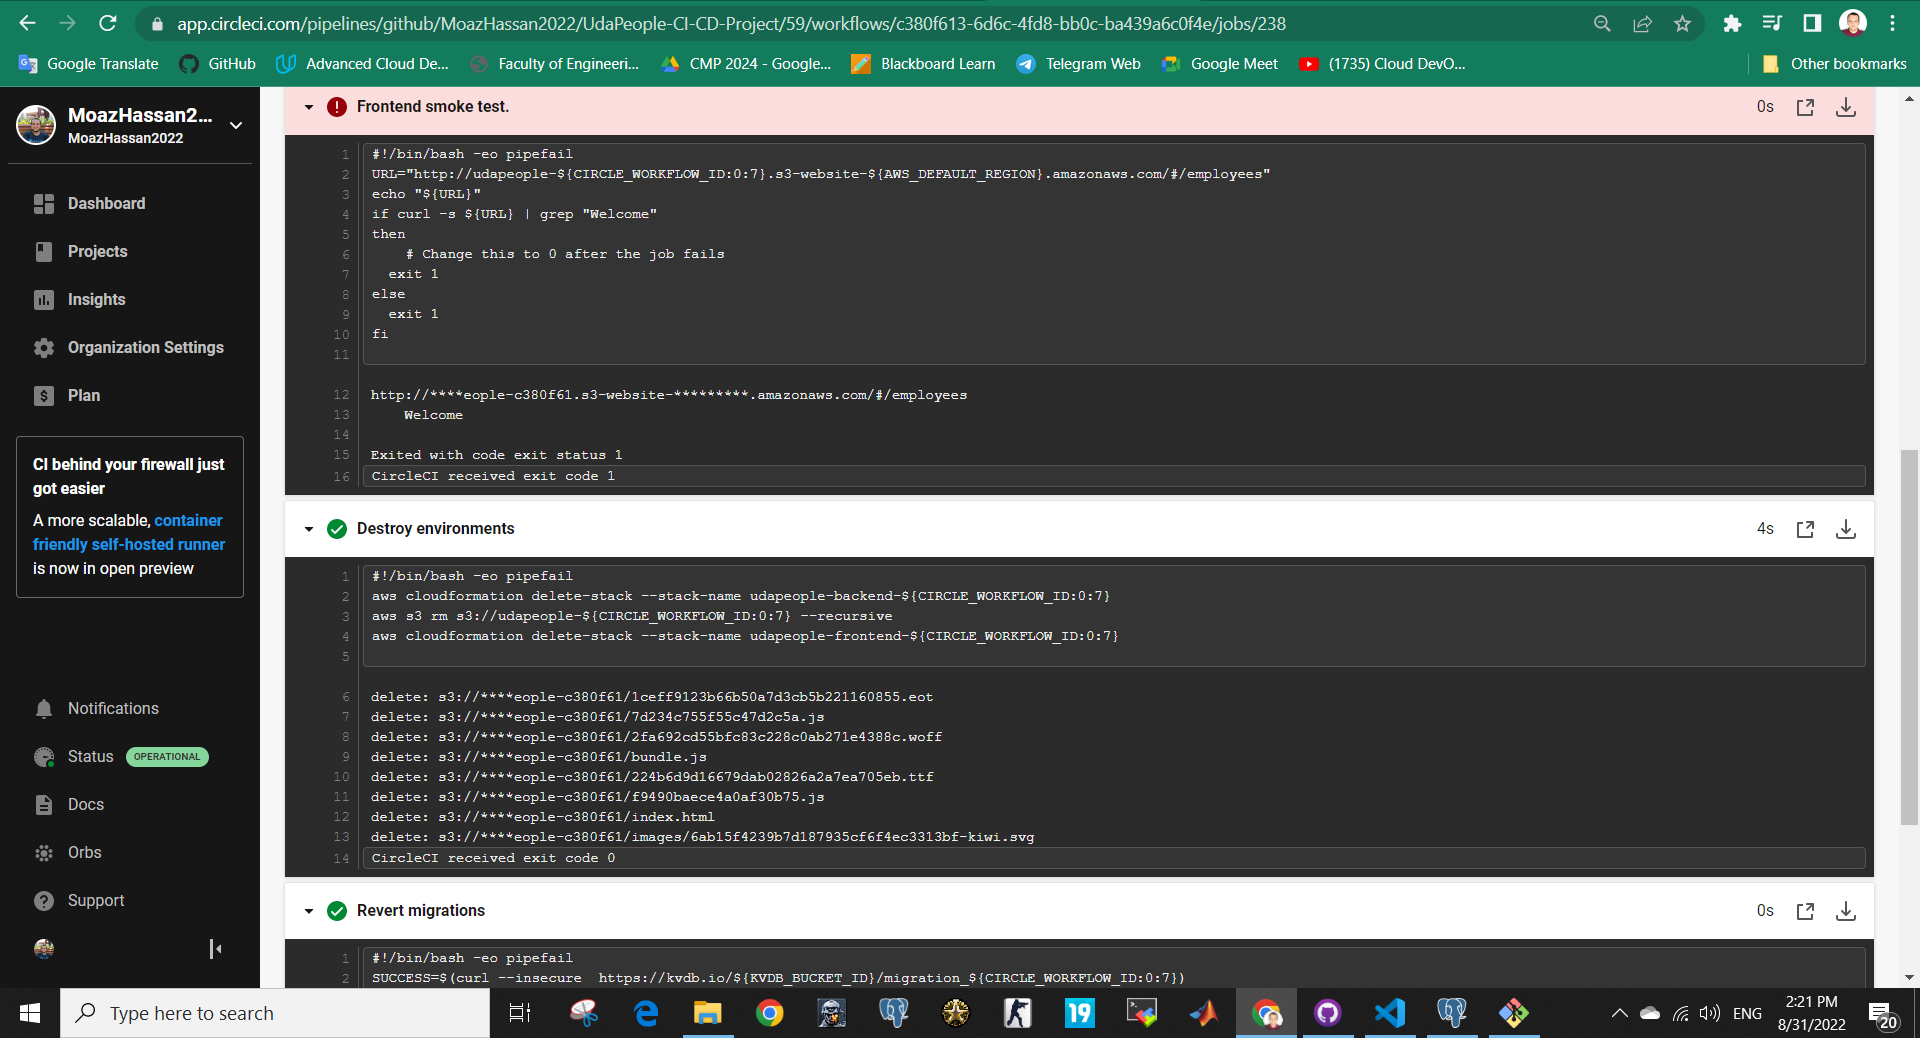 app.circleci.com/pipelines/github/MoazHassan2022/UdaPeople-CI-CD-Project/59/workflows/c380f613-6d6c-4fd8-bb0c-ba439a6c0f4e/jobs/238
Google Translate GitHub Advanced Cloud De... Faculty of Engineeri... CMP 2024 - Google... Blackboard Learn Telegram Web Google Meet (1735) Cloud DevO... Other bookmarks
MoazHassan2...
MoazHassan2022
Dashboard
Projects
Insights
Organization Settings
Plan
CI behind your firewall just
got easier
A more scalable, container
friendly self-hosted runner
is now in open preview
Notifications
Status OPERATIONAL
Docs
Orbs
Support
Frontend smoke test. 0s
1 #!/bin/bash -eo pipefail
2 URL="http://udapeople-${CIRCLE_WORKFLOW_ID:0:7}.s3-website-${AWS_DEFAULT_REGION}.amazonaws.com/#/employees"
3 echo "${URL}"
4 if curl -s ${URL} | grep "Welcome"
5 then
6 # Change this to 0 after the job fails
7 exit 1
8 else
9 exit 1
10 fi
11
12 http://****eople-c380f61.s3-website-*********.amazonaws.com/#/employees
13 Welcome
14
15 Exited with code exit status 1
16 CircleCI received exit code 1
Destroy environments 4s
1 #!/bin/bash -eo pipefail
2 aws cloudformation delete-stack --stack-name udapeople-backend-${CIRCLE_WORKFLOW_ID:0:7}
3 aws s3 rm s3://udapeople-${CIRCLE_WORKFLOW_ID:0:7} --recursive
4 aws cloudformation delete-stack --stack-name udapeople-frontend-${CIRCLE_WORKFLOW_ID:0:7}
5
6 delete: s3://****eople-c380f61/1ceff9123b66b50a7d3cb5b221160855.eot
7 delete: s3://****eople-c380f61/7d234c755f55c47d2c5a.js
8 delete: s3://****eople-c380f61/2fa692cd55bfc83c228c0ab271e4388c.woff
9 delete: s3://****eople-c380f61/bundle.js
10 delete: s3://****eople-c380f61/224b6d9d16679dab02826a2a7ea705eb.ttf
11 delete: s3://****eople-c380f61/f9490baece4a0af30b75.js
12 delete: s3://****eople-c380f61/index.html
13 delete: s3://****eople-c380f61/images/6ab15f4239b7d187935cf6f4ec3313bf-kiwi.svg
14 CircleCI received exit code 0
Revert migrations 0s
1 #!/bin/bash -eo pipefail
2 SUCCESS=$(curl --insecure https://kvdb.io/${KVDB_BUCKET_ID}/migration_${CIRCLE_WORKFLOW_ID:0:7})
Type here to search
19
ENG
2:21 PM
8/31/2022
20